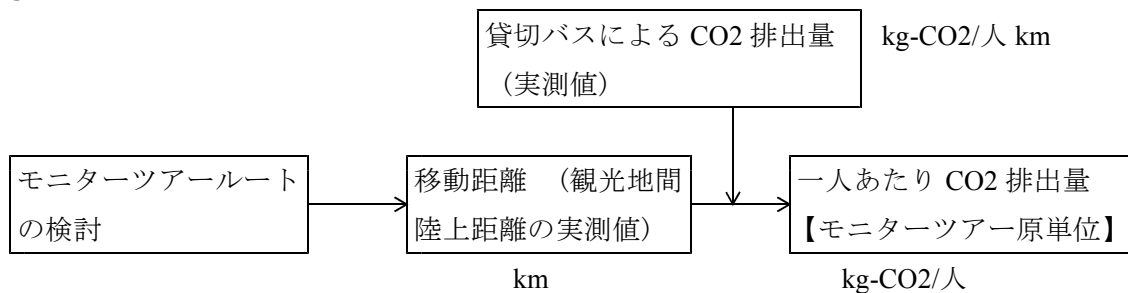 貸切バスによる CO2 排出量
（実測値）
kg-CO2/人 km
モニターツアールート
の検討
移動距離　（観光地間
陸上距離の実測値）
km
一人あたり CO2 排出量
【モニターツアー原単位】
kg-CO2/人